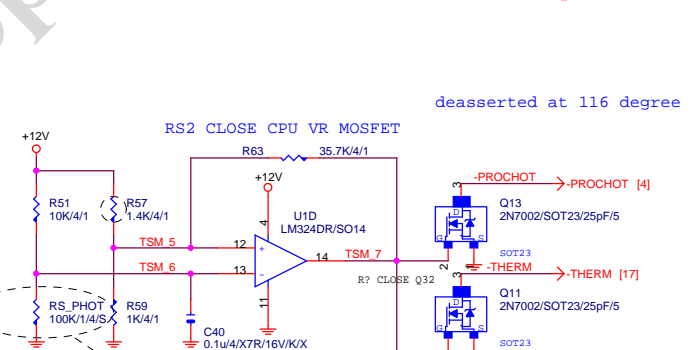 deasserted at 116 degree
RS2 CLOSE CPU VR MOSFET
+12V
R63
35.7K/4/1
+12V
-PROCHOT
-PROCHOT [4]
3
R51
10K/4/1
R57
1.4K/4/1
4
U1D
LM324DR/SO14
D
G
S
Q13
2N7002/SOT23/25pF/5
SOT23
TSM_5
12
+
TSM_6
13
-
14
TSM_7
2
1
R? CLOSE Q32
3
-THERM
-THERM [17]
11
D
G
S
Q11
2N7002/SOT23/25pF/5
SOT23
RS_PHOT
100K/1/4/S
R59
1K/4/1
C40
0.1u/4/X7R/16V/K/X